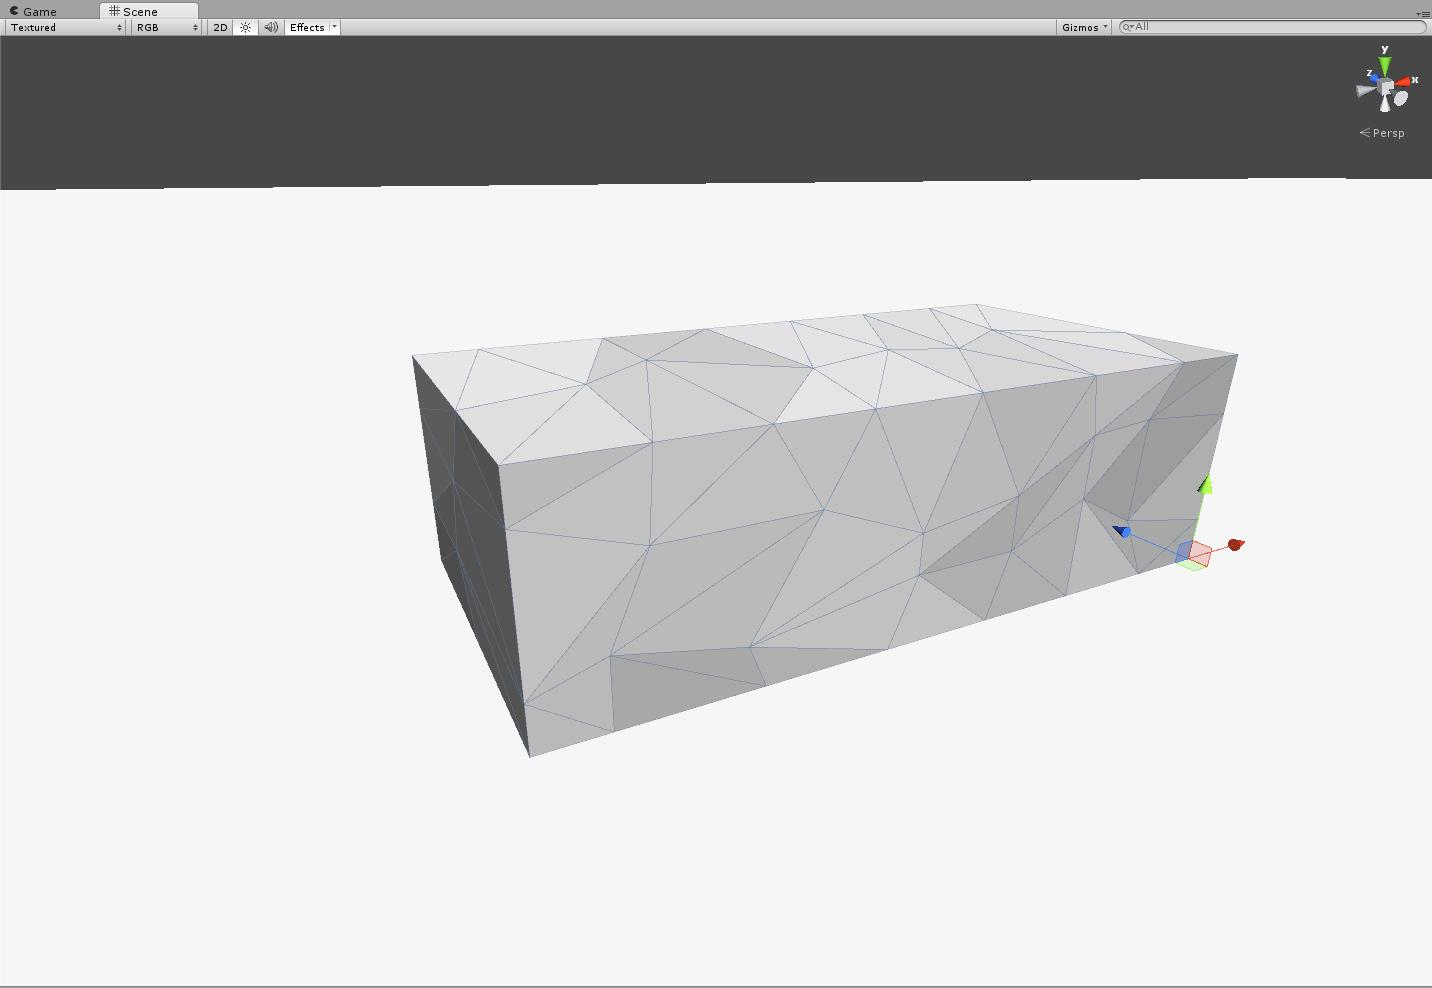 Game
Scene
Textured
RGB
2D
Effects
Gizmos
All
y
z
x
Persp